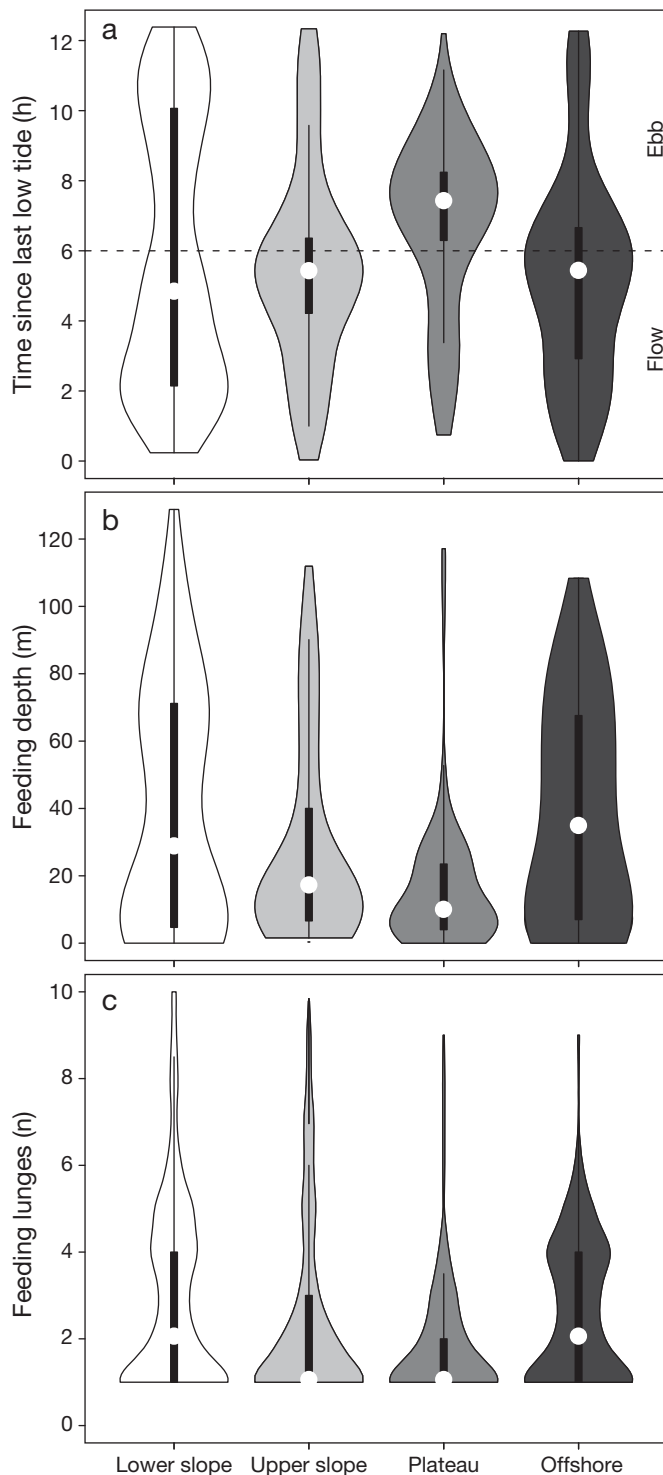 a
Time since last low tide (h)
12
10
8
6
4
2
0
Ebb
Flow
b
Feeding depth (m)
120
100
80
60
40
20
0
c
Feeding lunges (n)
10
8
6
4
2
0
Lower slope Upper slope Plateau Offshore